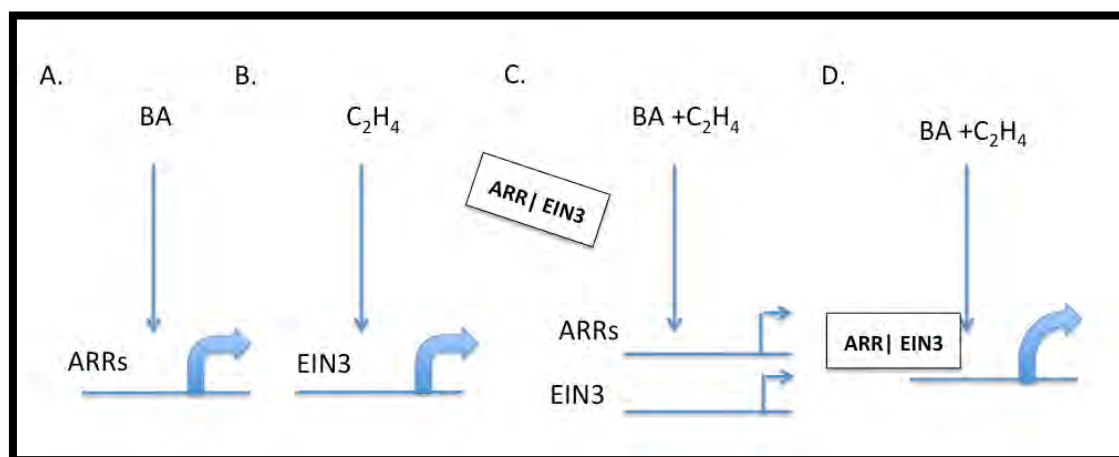 A.
BA
ARRs
B.
C₂H₄
EIN3
C.
BA +C₂H₄
ARR| EIN3
ARRs
EIN3
D.
BA +C₂H₄
ARR| EIN3